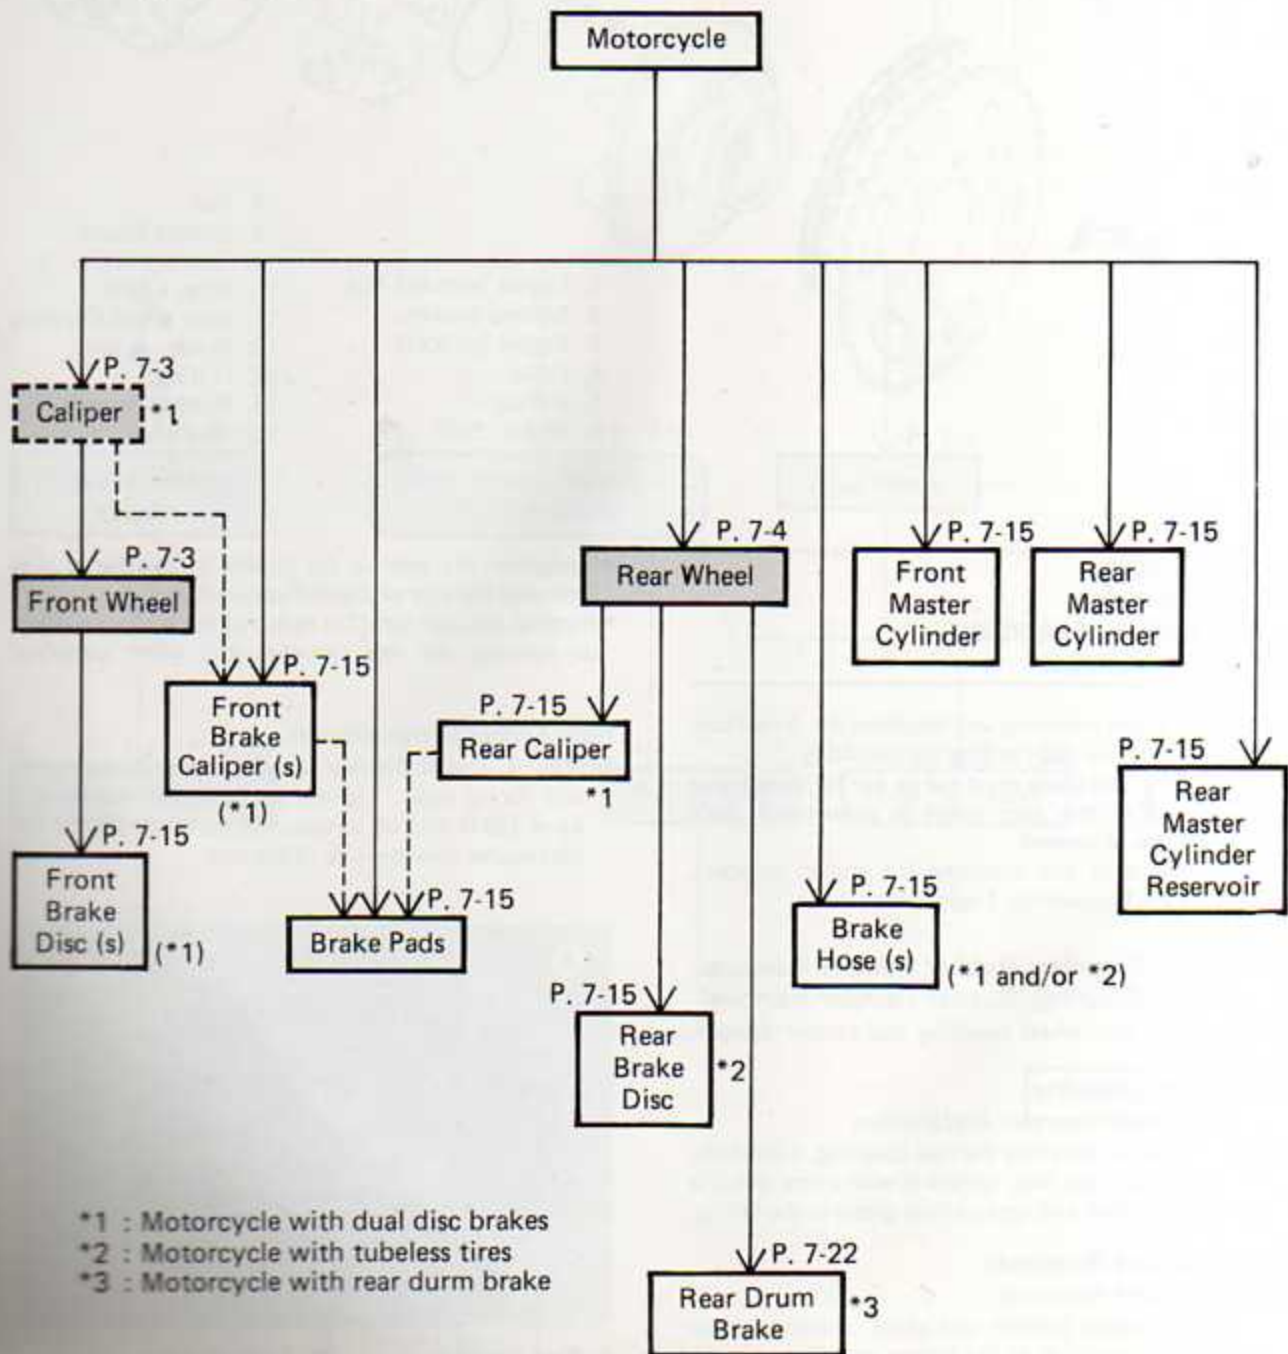 Motorcycle
P. 7-3
Caliper *1
P. 7-3
Front Wheel
P. 7-15
Front
Brake
Disc (s)
(*1)
P. 7-15
Front
Brake
Caliper (s)
(*1)
P. 7-15
Brake Pads
P. 7-15
Rear Caliper
*1
P. 7-4
Rear Wheel
P. 7-15
Rear
Brake
Disc
*2
P. 7-22
Rear Drum
Brake
*3
P. 7-15
Brake
Hose (s)
(*1 and/or *2)
P. 7-15
Front
Master
Cylinder
P. 7-15
Rear
Master
Cylinder
P. 7-15
Rear
Master
Cylinder
Reservoir
*1 : Motorcycle with dual disc brakes
*2 : Motorcycle with tubeless tires
*3 : Motorcycle with rear durm brake